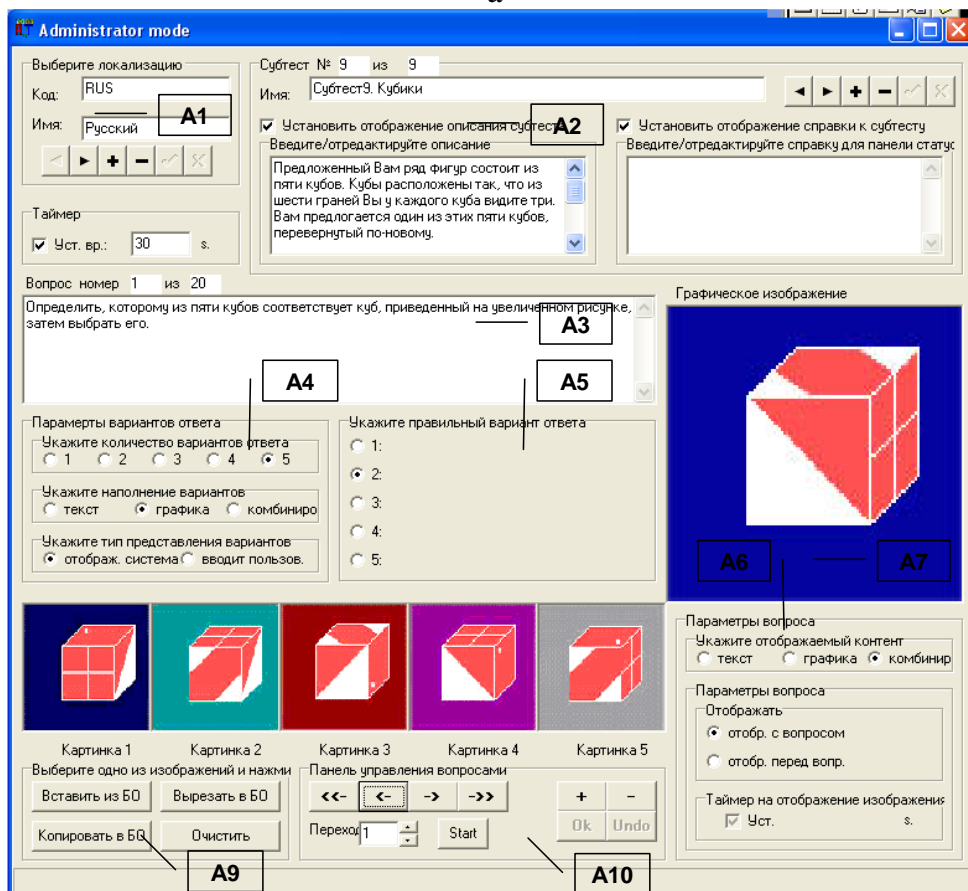 Administrator mode
Выберите локализацию
Код: RUS
Имя: Русский
A1
Субтест № 9 из 9
Имя: Субтест9. Кубики
Установить отображение описания субтеста
A2
Установить отображение справки к субтесту
Введите/отредактируйте описание
Предложенный Вам ряд фигур состоит из
пяти кубов. Кубы расположены так, что из
шести граней Вы у каждого куба видите три.
Вам предлогается один из этих пяти кубов,
перевернутый по-новому.
Введите/отредактируйте справку для панели статус
Таймер
Уст. вр.: 30 s.
Вопрос номер 1 из 20
Определить, которому из пяти кубов соответствует куб, приведенный на увеличенном рисунке,
затем выбрать его.
A3
A4
A5
Графическое изображение
A6
A7
Парамерты вариантов ответа
Укажите количество вариантов ответа
1 2 3 4 5
Укажите наполнение вариантов
текст графика комбиниро
Укажите тип представления вариантов
отображ. система вводит пользов.
Укажите правильный вариант ответа
1:
2:
3:
4:
5:
Картинка 1 Картинка 2 Картинка 3 Картинка 4 Картинка 5
Параметры вопроса
Укажите отображаемый контент
текст графика комбинир
Параметры вопроса
Отображать
отобр. с вопросом
отобр. перед вопр.
Таймер на отображение изображения
Уст. s.
Выберите одно из изображений и нажми
Вставить из БО Вырезать в БО
Копировать в БО Очистить
A9
Панель управления вопросами
<<- <- -> ->> + -
Переход 1 Start Ok Undo
A10